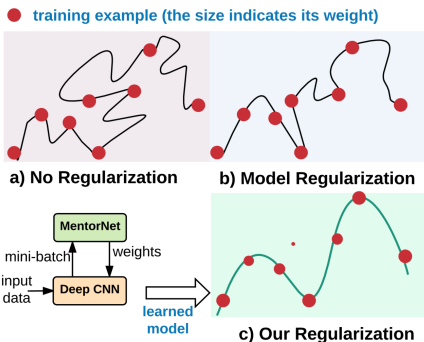 training example (the size indicates its weight)
a) No Regularization
b) Model Regularization
MentorNet
mini-batch
weights
input
data
Deep CNN
learned
model
c) Our Regularization